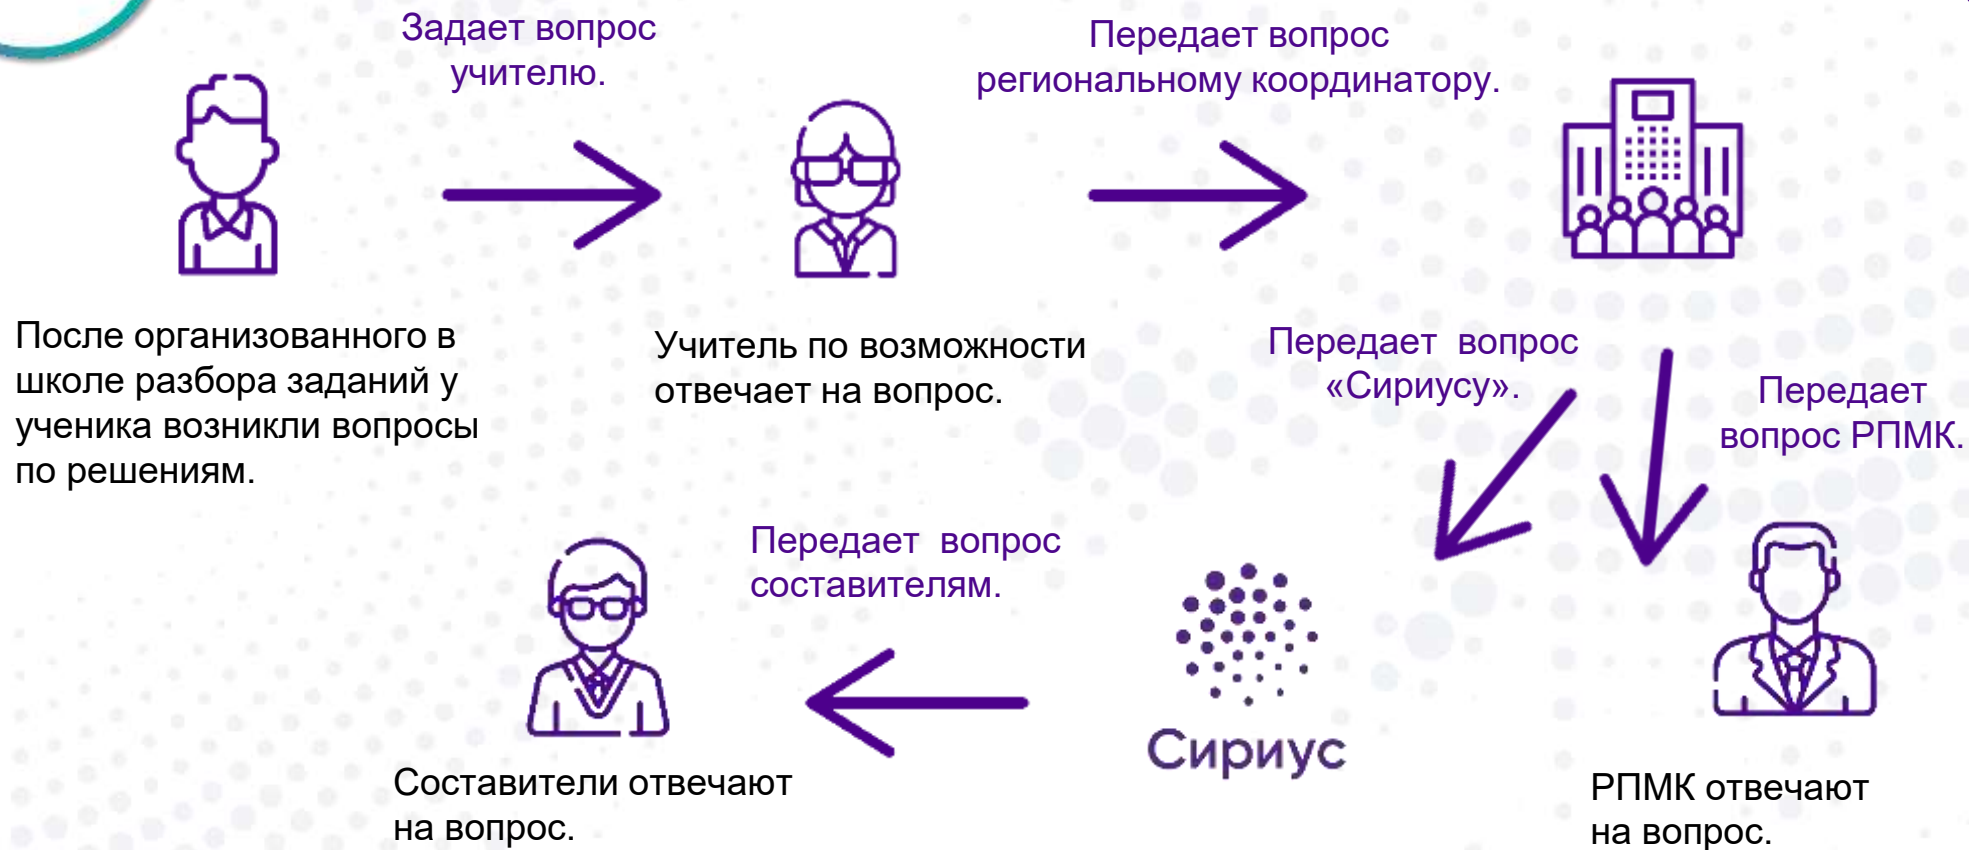 Задает вопрос
учителю.
Передает вопрос
региональному координатору.
После организованного в
школе разбора заданий у
ученика возникли вопросы
по решениям.
Учитель по возможности
отвечает на вопрос.
Передает вопрос
«Сириусу».
Передает
вопрос РПМК.
Передает вопрос
составителям.
Сириус
Составители отвечают
на вопрос.
РПМК отвечают
на вопрос.